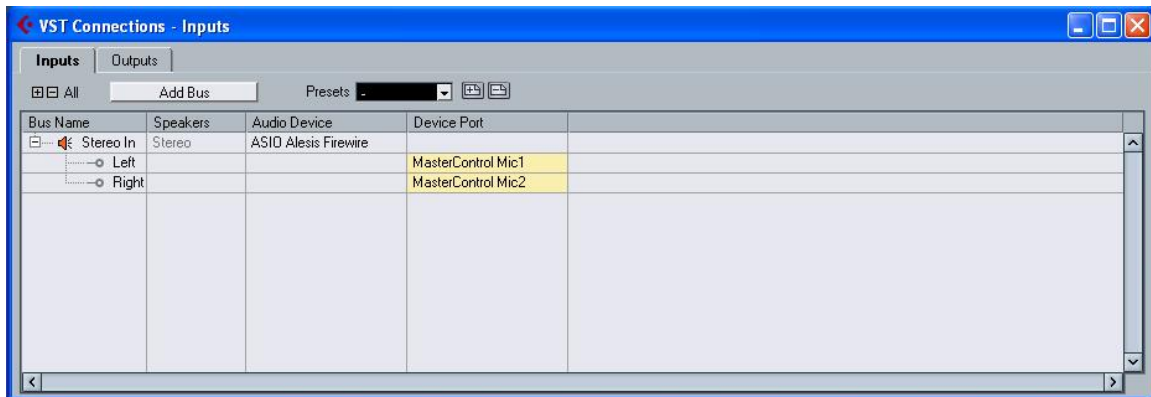 VST Connections - Inputs
Inputs Outputs
All Add Bus Presets -
Bus Name Speakers Audio Device Device Port
Stereo In Stereo ASIO Alesis Firewire
Left MasterControl Mic1
Right MasterControl Mic2